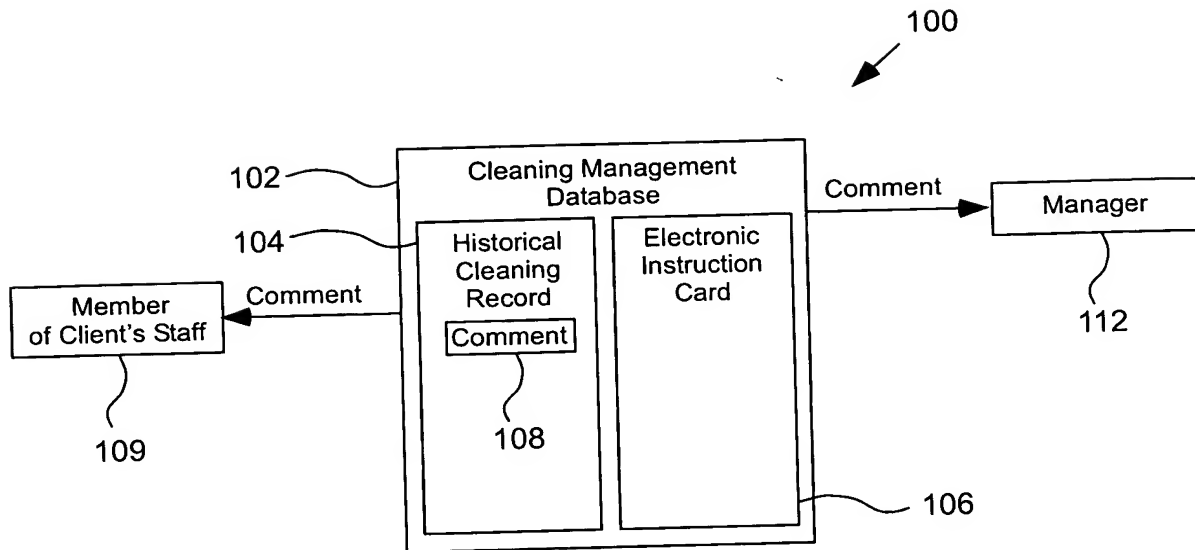 100
102
Cleaning Management
Database
Comment
Manager
104
Historical
Cleaning
Record
Electronic
Instruction
Card
Comment
Member
of Client's Staff
Comment
112
108
109
106